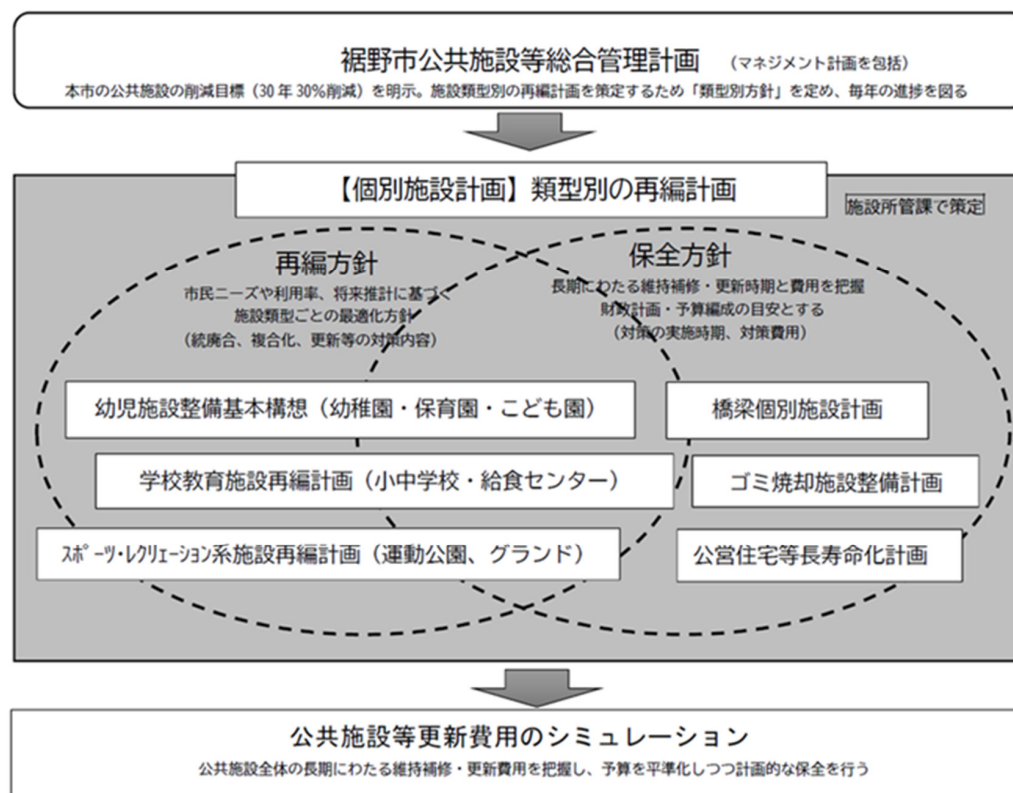 裾野市公共施設等総合管理計画 (マネジメント計画を包括)
本市の公共施設の削減目標（30年30％削減）を明示。施設類型別の再編計画を策定するため「類型別方針」を定め、毎年の進捗を図る
【個別施設計画】類型別の再編計画
施設所管課で策定
再編方針
市民ニーズや利用率、将来推計に基づく
施設類型ごとの最適化方針
（統廃合、複合化、更新等の対策内容）
保全方針
長期にわたる維持補修・更新時期と費用を把握
財政計画・予算編成の目安とする
（対策の実施時期、対策費用）
幼児施設整備基本構想（幼稚園・保育園・こども園）
橋梁個別施設計画
学校教育施設再編計画（小中学校・給食センター）
ゴミ焼却施設整備計画
ｽﾎﾟｰﾂ・レクリェーション系施設再編計画（運動公園、グランド）
公営住宅等長寿命化計画
公共施設等更新費用のシミュレーション
公共施設全体の長期にわたる維持補修・更新費用を把握し、予算を平準化しつつ計画的な保全を行う